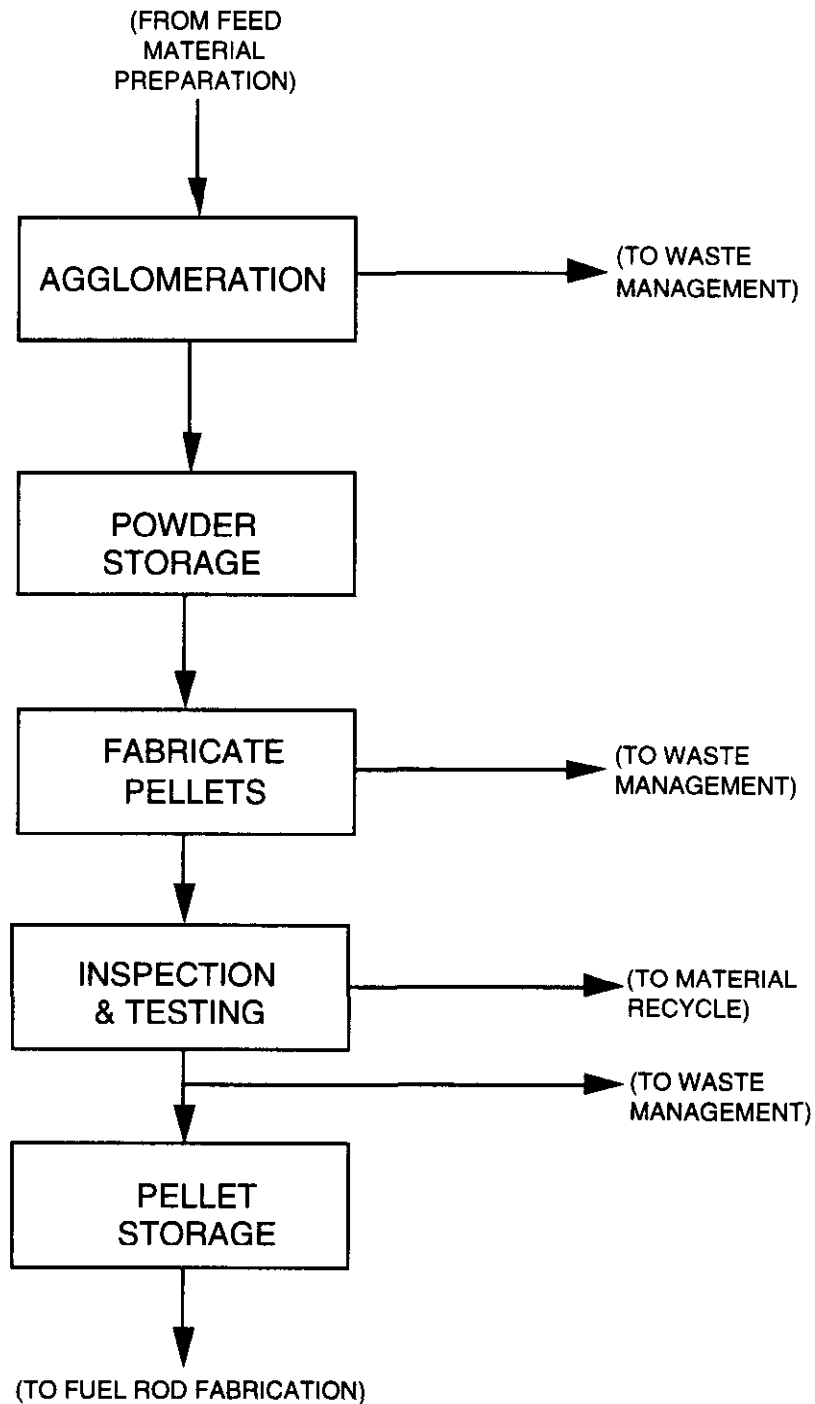 (FROM FEED
MATERIAL
PREPARATION)
AGGLOMERATION
(TO WASTE
MANAGEMENT)
POWDER
STORAGE
FABRICATE
PELLETS
(TO WASTE
MANAGEMENT)
INSPECTION
& TESTING
(TO MATERIAL
RECYCLE)
(TO WASTE
MANAGEMENT)
PELLET
STORAGE
(TO FUEL ROD FABRICATION)